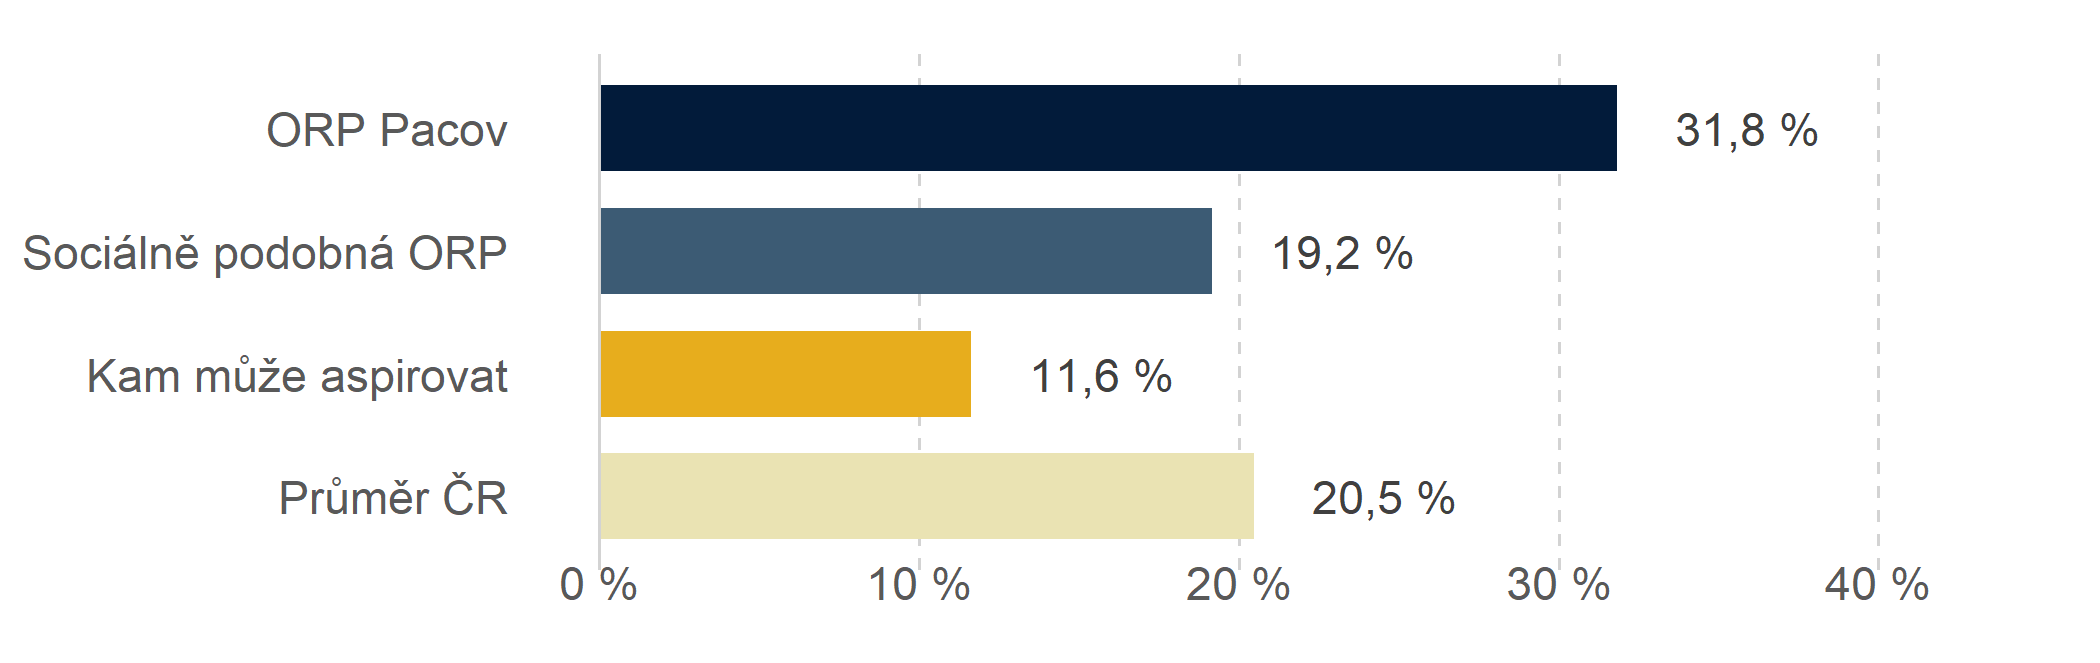 ORP Pacov 31,8 %
Sociálně podobná ORP 19,2 %
Kam může aspirovat 11,6 %
Průměr ČR 20,5 %
0 % 10 % 20 % 30 % 40 %